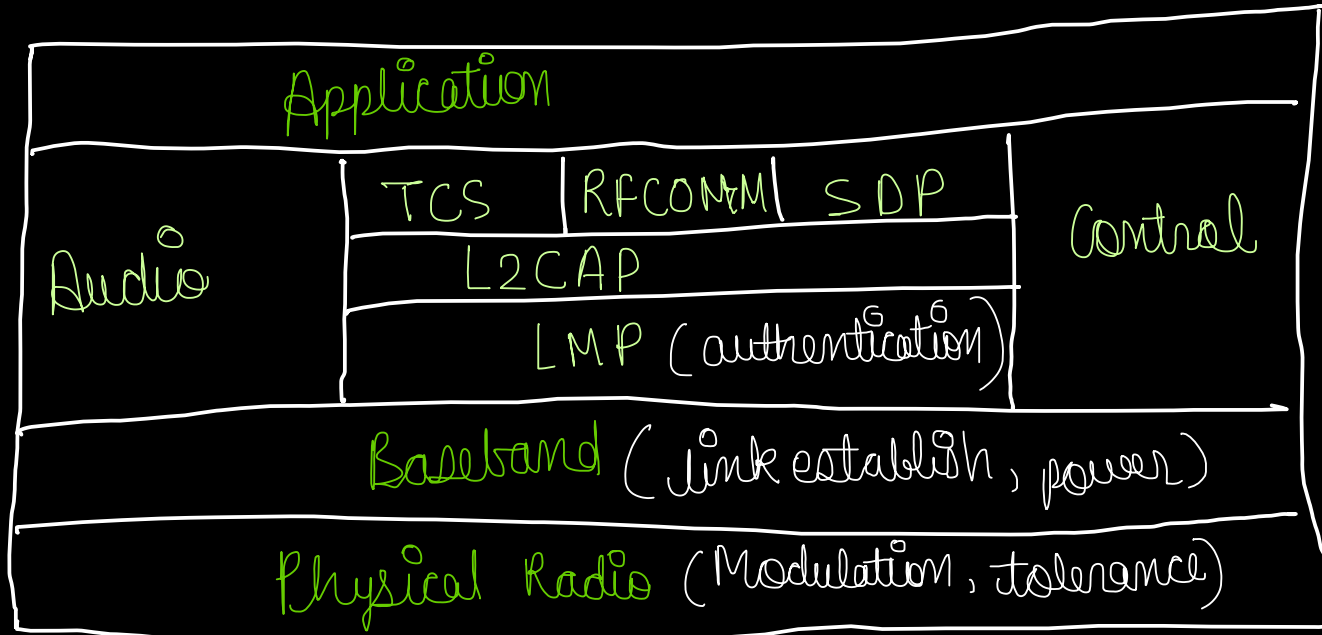 Application
TCS RFCOMM SDP
Audio Control
L2CAP
LMP (authentication)
Baseband (link establish, power)
Physical Radio (Modulation, tolerance)